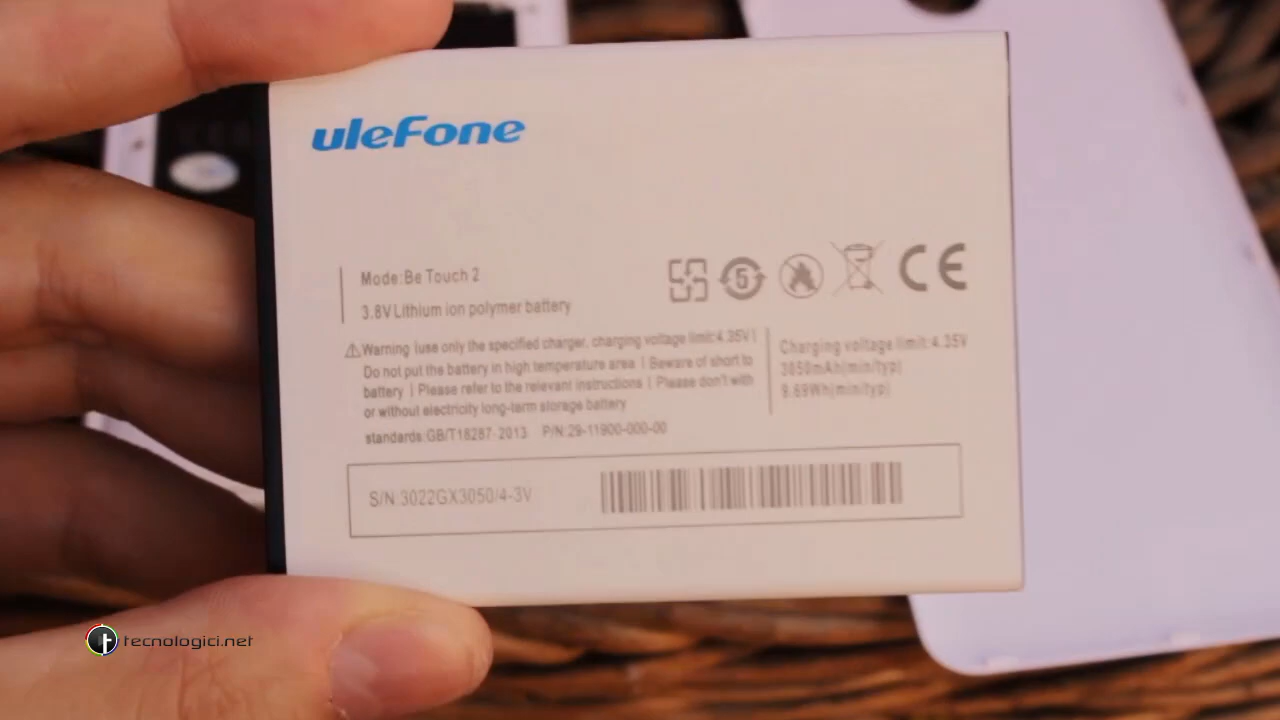 uleFone
Mode:Be Touch 2
3.8V Lithium ion polymer battery
5
CE
Warning (use only the specified charger, charging voltage limit:4.35V |
Do not put the battery in high temperature area | Beware of short to
battery | Please refer to the relevant instructions | Please don't with
or without electricity long-term storage battery
standards:GB/T18287-2013 P/N:29-11900-000-00
Charging voltage limit:4.35V
3050mAh(min/typ)
9.69Wh(min/typ)
S/N:3022GX3050/4-3V
tecnologici.net